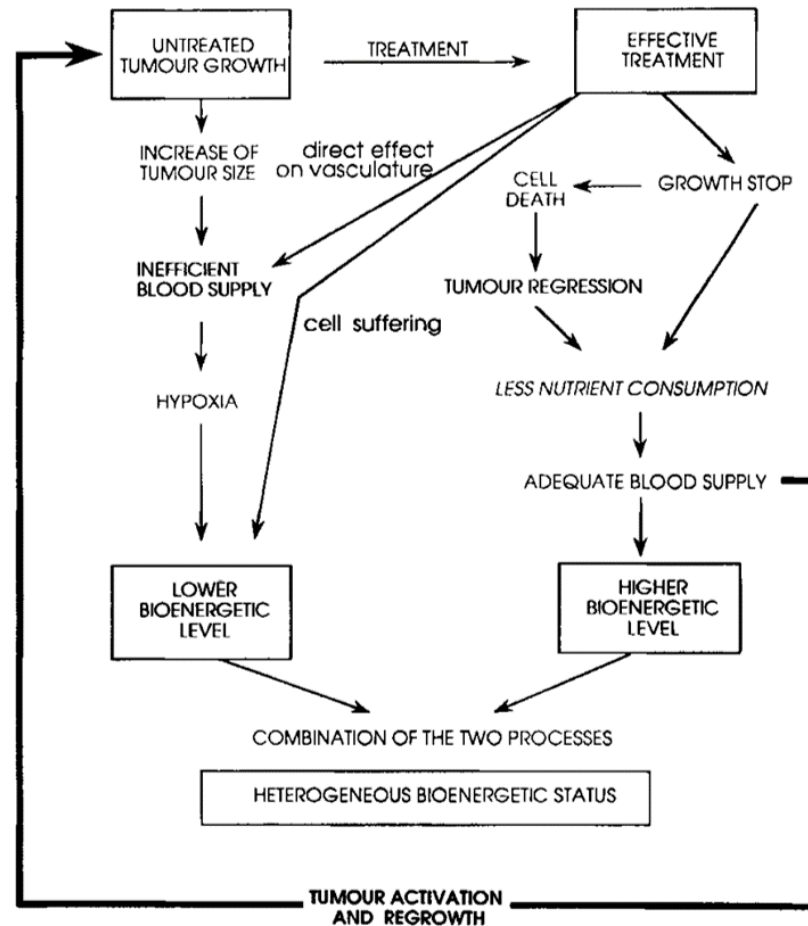 UNTREATED
TUMOUR GROWTH
TREATMENT
EFFECTIVE
TREATMENT
INCREASE OF
TUMOUR SIZE
direct effect
on vasculature
CELL
DEATH
GROWTH STOP
INEFFICIENT
BLOOD SUPPLY
TUMOUR REGRESSION
cell suffering
HYPOXIA
LESS NUTRIENT CONSUMPTION
ADEQUATE BLOOD SUPPLY
LOWER
BIOENERGETIC
LEVEL
HIGHER
BIOENERGETIC
LEVEL
COMBINATION OF THE TWO PROCESSES
HETEROGENEOUS BIOENERGETIC STATUS
TUMOUR ACTIVATION
AND REGROWTH